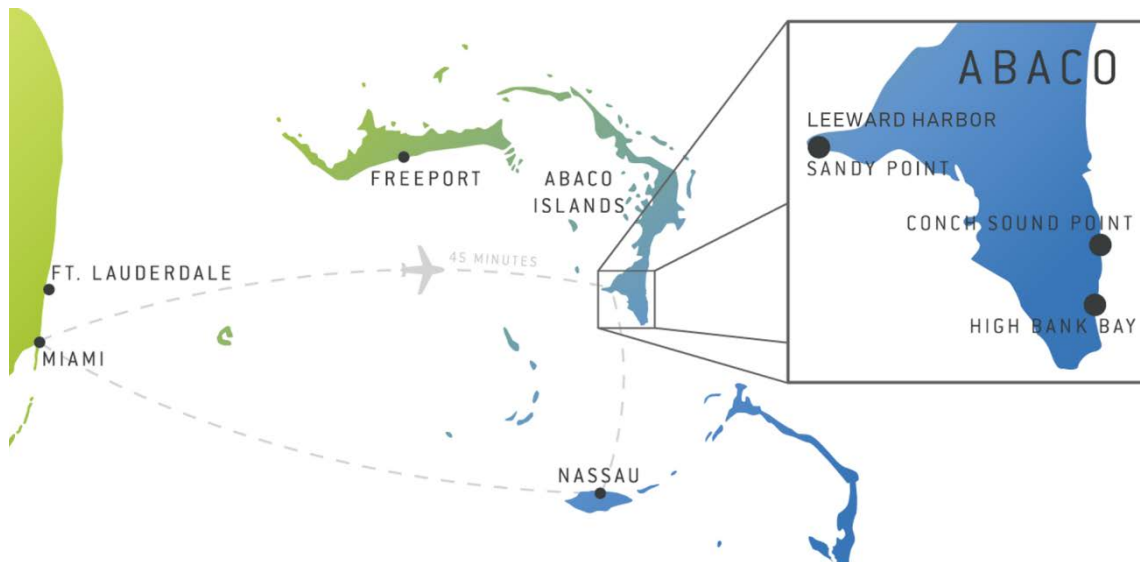 ABACO
LEEWARD HARBOR
SANDY POINT
FREEPORT
ABACO
ISLANDS
CONCH SOUND POINT
45 MINUTES
FT. LAUDERDALE
HIGH BANK BAY
MIAMI
NASSAU